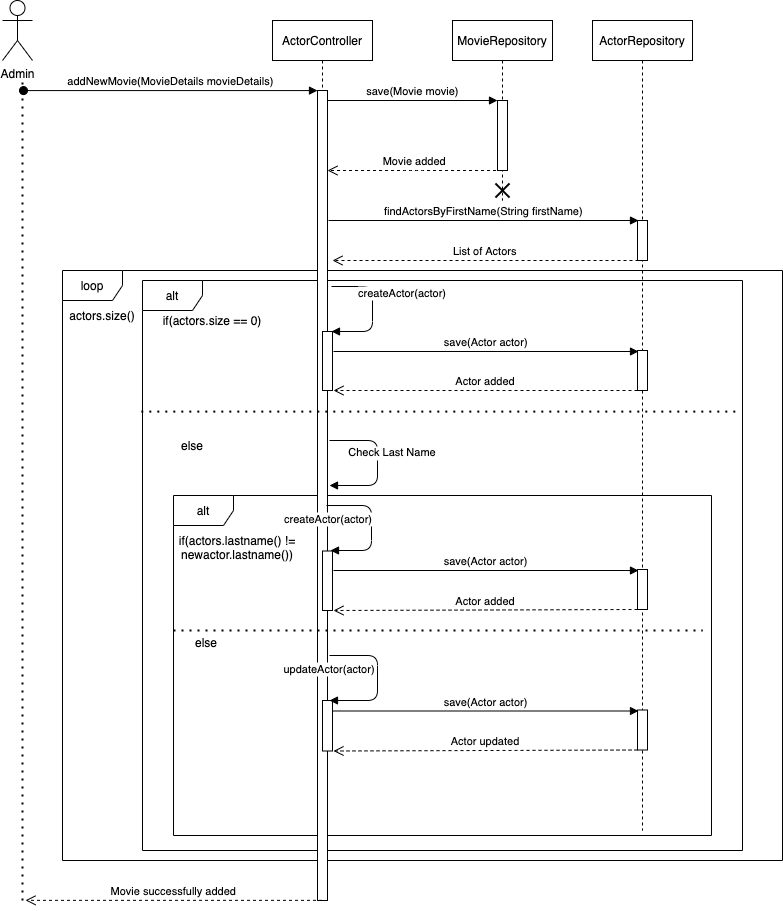 Admin
ActorController
MovieRepository
ActorRepository
addNewMovie(MovieDetails movieDetails)
save(Movie movie)
Movie added
findActorsByFirstName(String firstName)
List of Actors
loop
actors.size()
alt
if(actors.size == 0)
createActor(actor)
save(Actor actor)
Actor added
else
Check Last Name
alt
if(actors.lastname() !=
newactor.lastname())
createActor(actor)
save(Actor actor)
Actor added
else
updateActor(actor)
save(Actor actor)
Actor updated
Movie successfully added